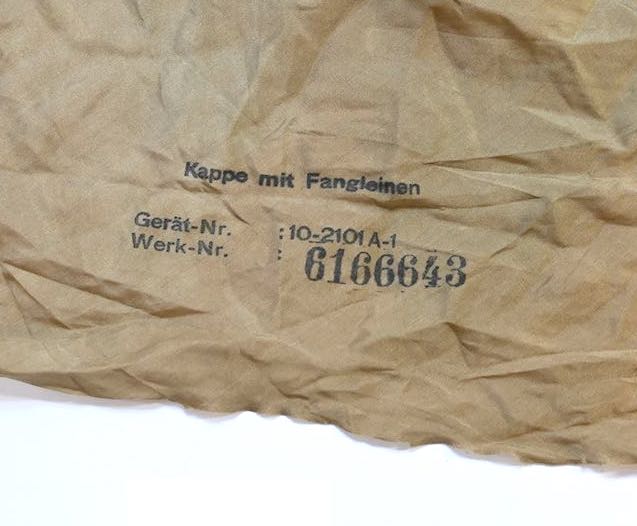 Kappe mit Fangleinen
Gerät-Nr. : 10-2101 A-1
Werk-Nr. : 6166643